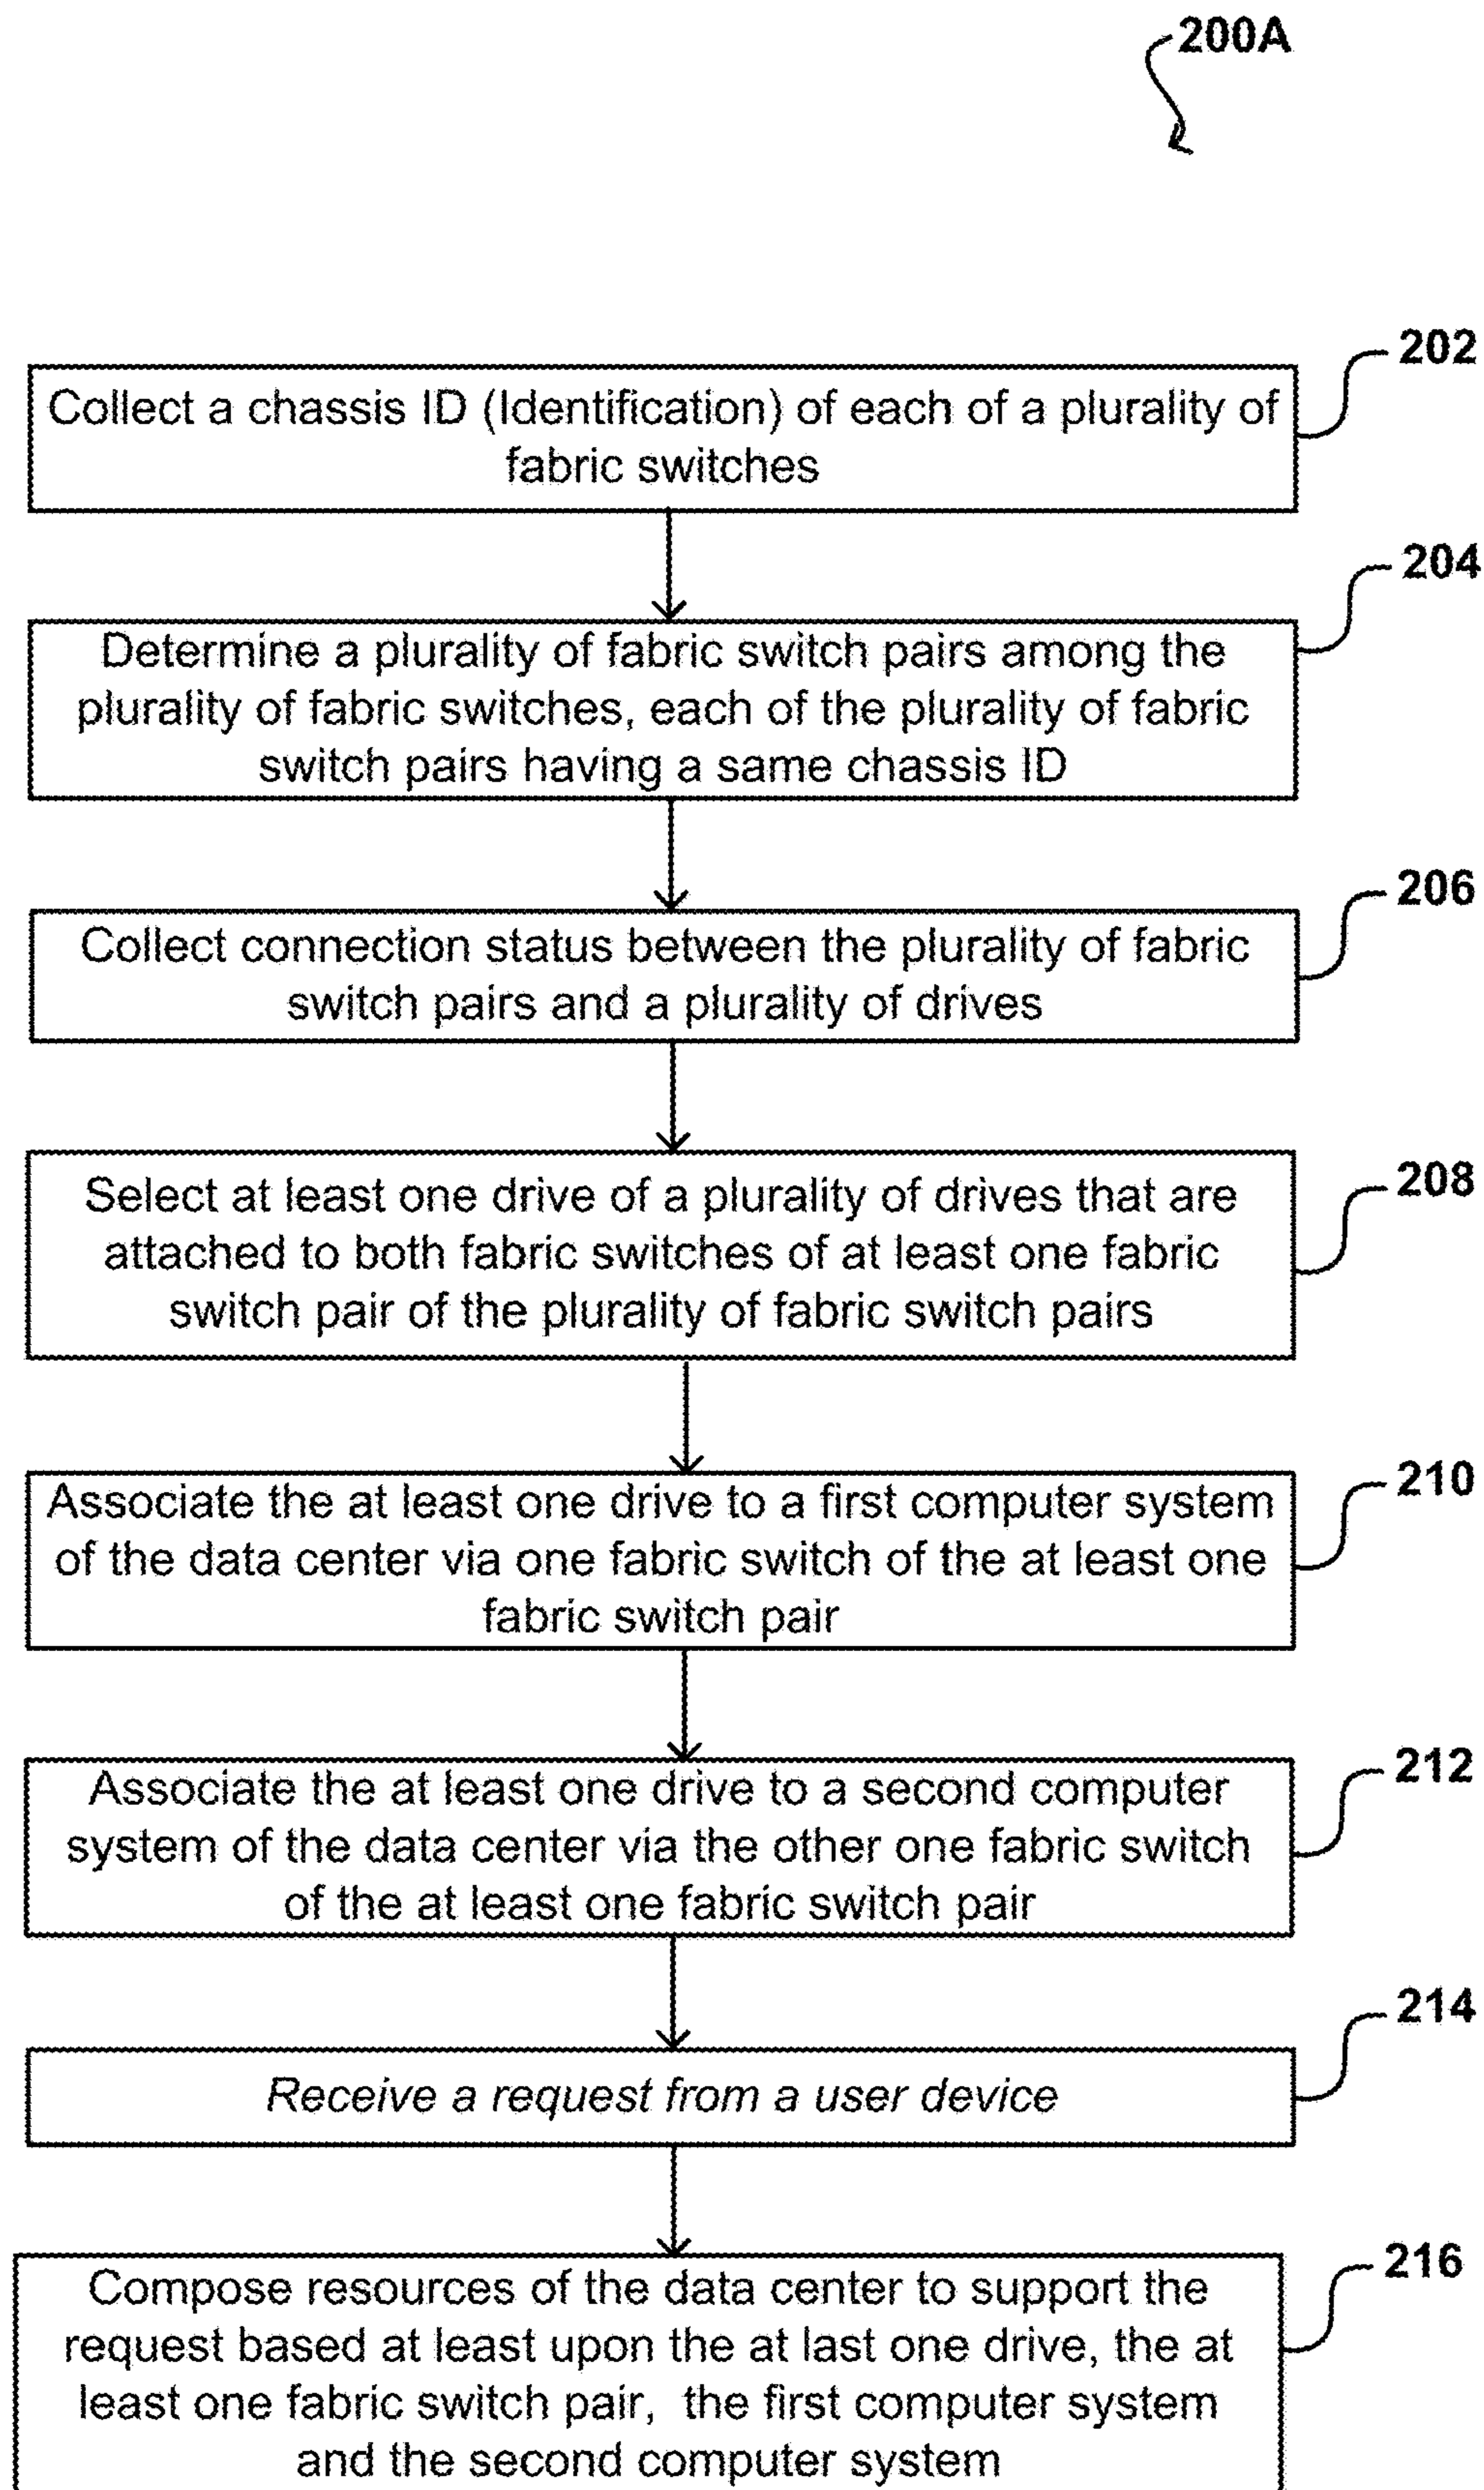 200A
202
Collect a chassis ID (Identification) of each of a plurality of
fabric switches
204
Determine a plurality of fabric switch pairs among the
plurality of fabric switches, each of the plurality of fabric
switch pairs having a same chassis ID
206
Collect connection status between the plurality of fabric
switch pairs and a plurality of drives
208
Select at least one drive of a plurality of drives that are
attached to both fabric switches of at least one fabric
switch pair of the plurality of fabric switch pairs
210
Associate the at least one drive to a first computer system
of the data center via one fabric switch of the at least one
fabric switch pair
212
Associate the at least one drive to a second computer
system of the data center via the other one fabric switch
of the at least one fabric switch pair
214
Receive a request from a user device
216
Compose resources of the data center to support the
request based at least upon the at last one drive, the at
least one fabric switch pair, the first computer system
and the second computer system